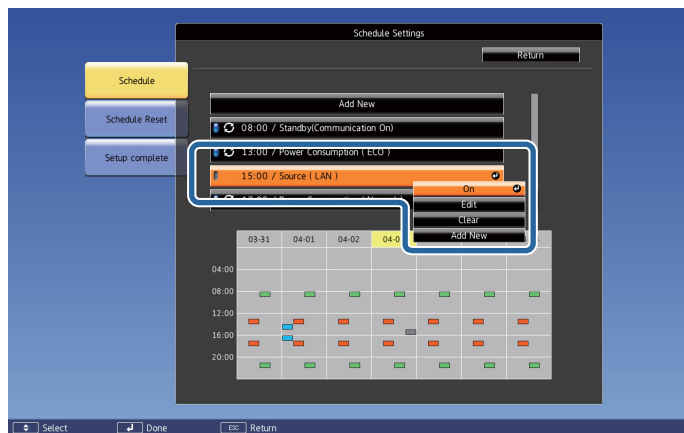 Schedule Settings
Return
Schedule
Schedule Reset
Setup complete
Add New
08:00 / Standby(Communication On)
13:00 / Power Consumption ( ECO )
15:00 / Source ( LAN )
On
Edit
Clear
Add New
03-31 04-01 04-02
04:00
08:00
12:00
16:00
20:00
Select Done ESC Return